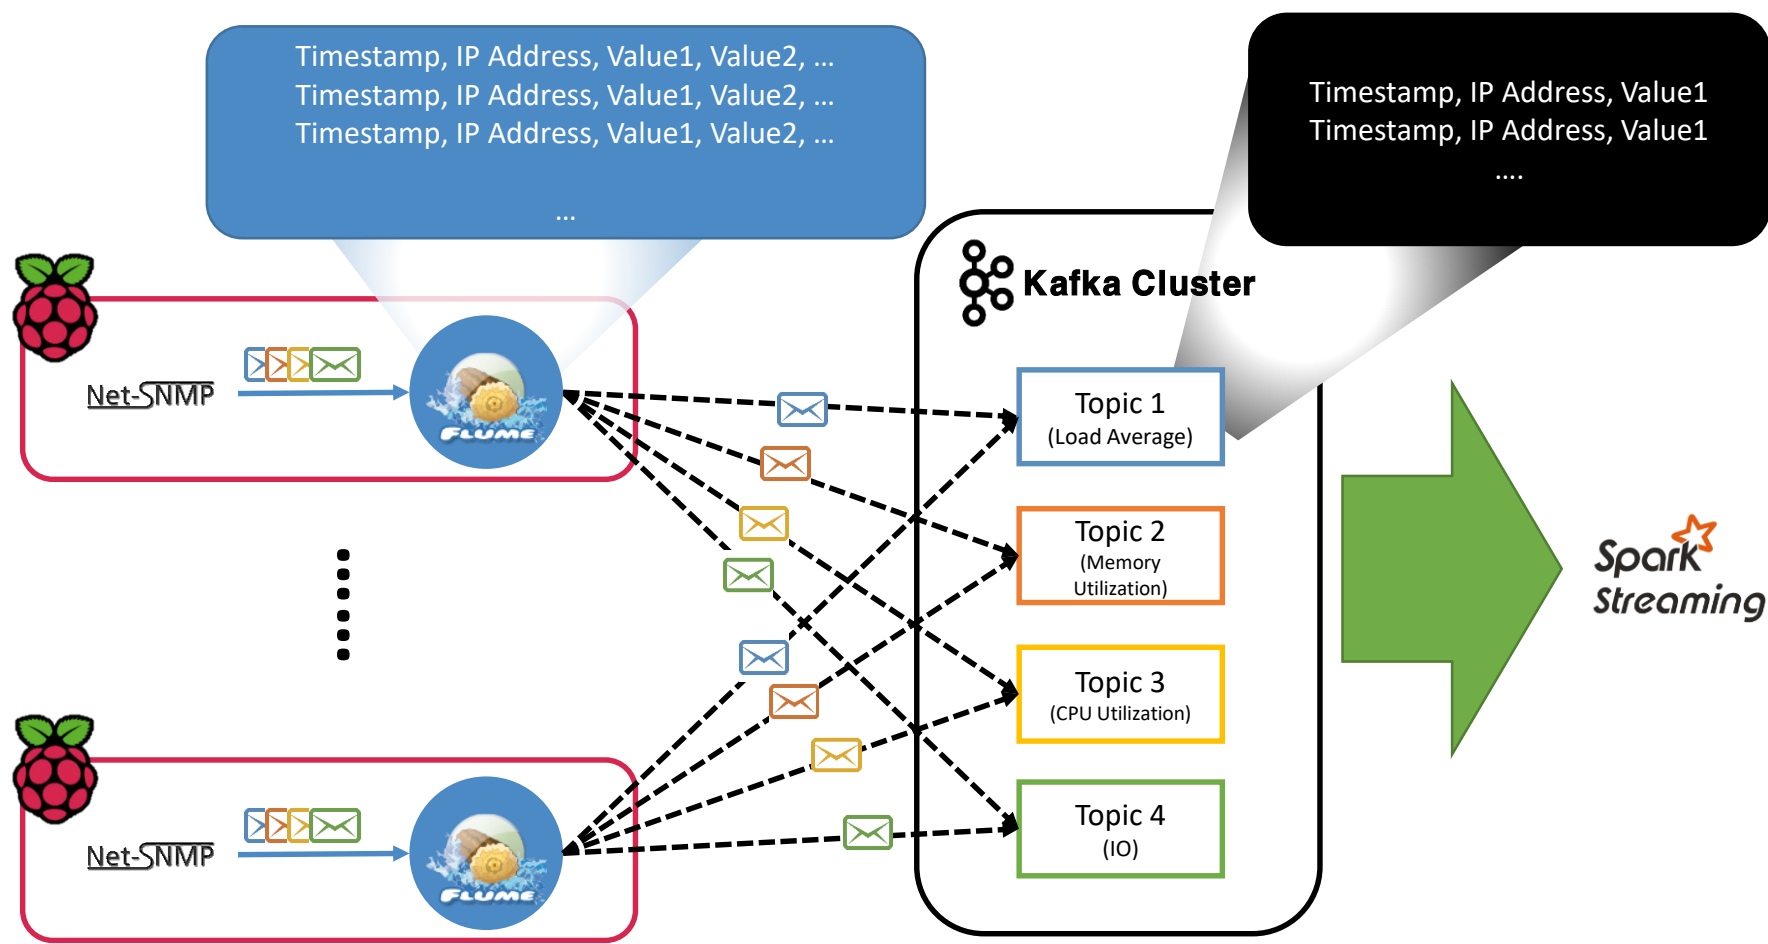 Timestamp, IP Address, Value1, Value2, ...
Timestamp, IP Address, Value1, Value2, ...
Timestamp, IP Address, Value1, Value2, ...
...
Timestamp, IP Address, Value1
Timestamp, IP Address, Value1
....
Kafka Cluster
Net-SNMP
FLUME
Topic 1
(Load Average)
Topic 2
(Memory
Utilization)
Topic 3
(CPU Utilization)
Topic 4
(IO)
Spark
Streaming
Net-SNMP
FLUME